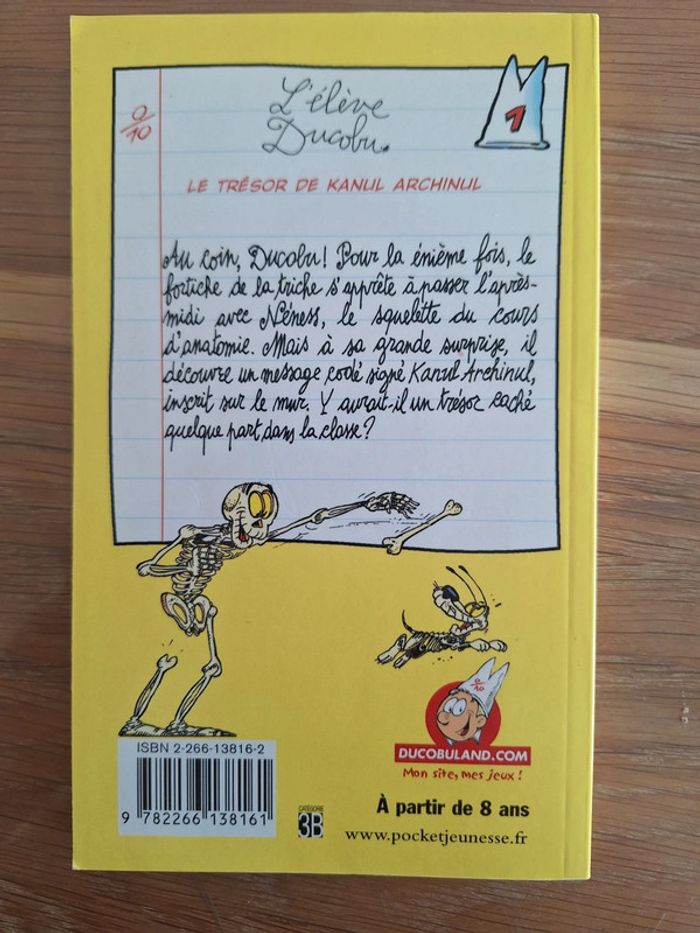 0/10
L'élève
Ducobu.
1
LE TRÉSOR DE KANUL ARCHINUL
Au coin, Ducobu! Pour la énième fois, le
fortiche de la triche s'apprête à passer l'après-
midi avec Néness, le squelette du cours
d'anatomie. Mais à sa grande surprise, il
découvre un message codé signé Kanul Archinul,
inscrit sur le mur. Y aurait-il un trésor caché
quelque part dans la classe?
0/10
ISBN 2-266-13816-2
DUCOBULAND.COM
Mon site, mes jeux!
9 782266 138161
CATÉGORIE
3B
À partir de 8 ans
www.pocketjeunesse.fr